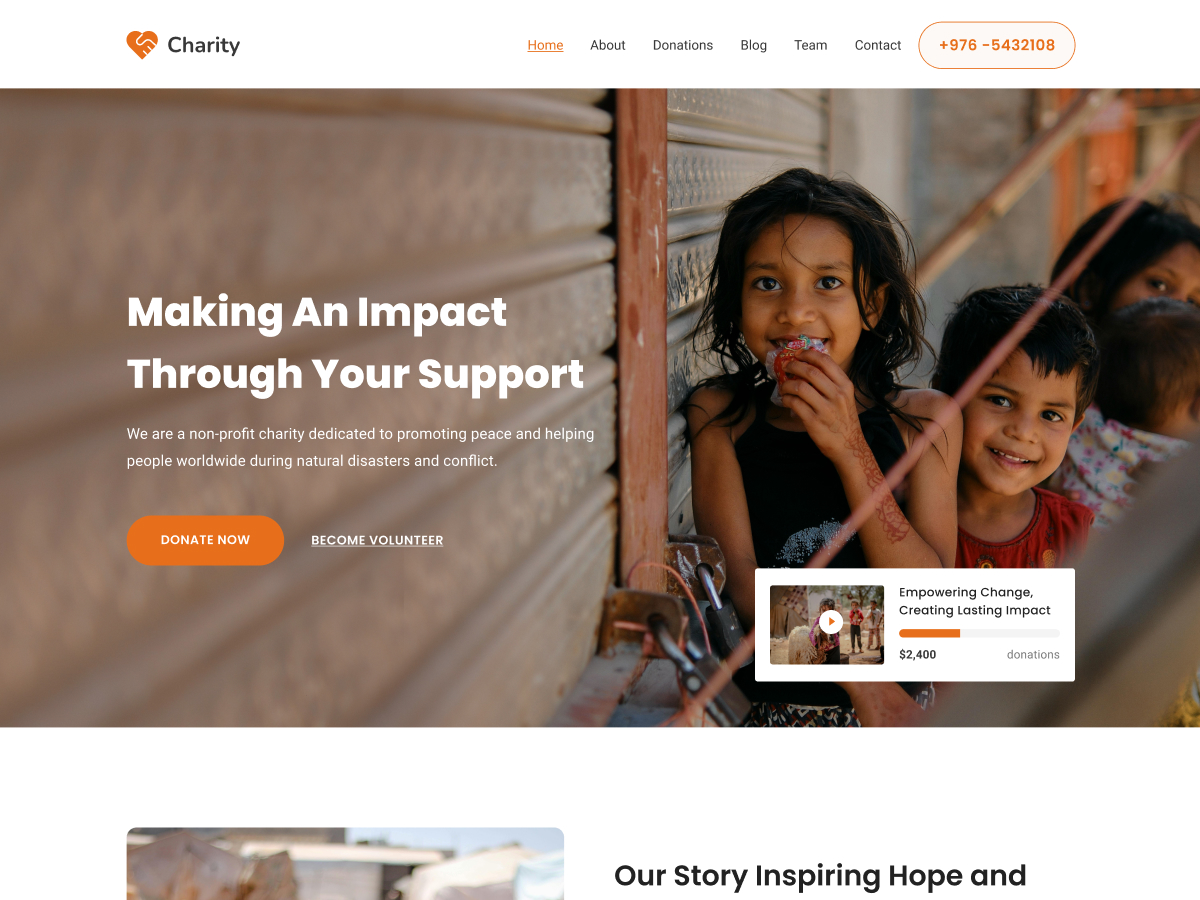 Charity
Home About Donations Blog Team Contact +976 -5432108
Making An Impact
Through Your Support
We are a non-profit charity dedicated to promoting peace and helping
people worldwide during natural disasters and conflict.
DONATE NOW BECOME VOLUNTEER
Empowering Change,
Creating Lasting Impact
$2,400 donations
Our Story Inspiring Hope and